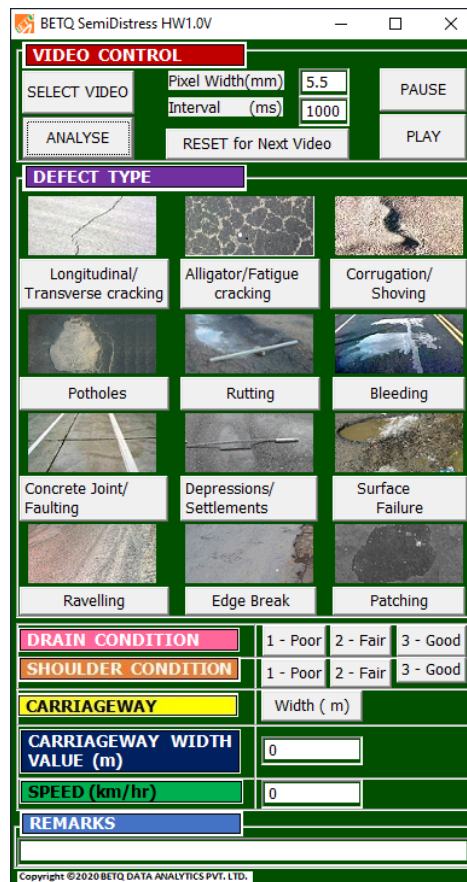 BETQ SemiDistress HW1.0V
VIDEO CONTROL
SELECT VIDEO
Pixel Width(mm)
5.5
PAUSE
Interval (ms)
1000
ANALYSE
RESET for Next Video
PLAY
DEFECT TYPE
Longitudinal/
Transverse cracking
Alligator/Fatigue
cracking
Corrugation/
Shoving
Potholes
Rutting
Bleeding
Concrete Joint/
Faulting
Depressions/
Settlements
Surface
Failure
Ravelling
Edge Break
Patching
DRAIN CONDITION
1 - Poor
2 - Fair
3 - Good
SHOULDER CONDITION
1 - Poor
2 - Fair
3 - Good
CARRIAGEWAY
Width ( m)
CARRIAGEWAY WIDTH
VALUE (m)
0
SPEED (km/hr)
0
REMARKS
Copyright ©2020 BETQ DATA ANALYTICS PVT. LTD.